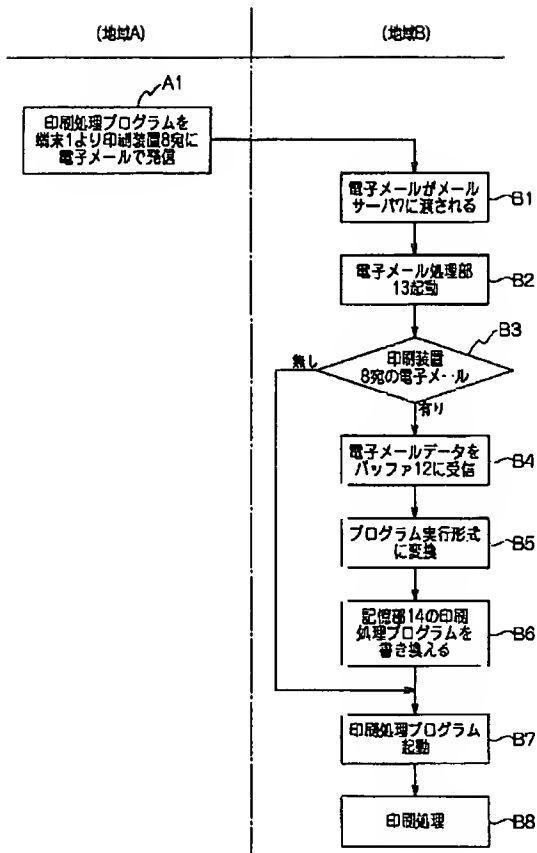 (地域A)
(地域B)
A1
印刷処理プログラムを
端末1より印刷装置8宛に
電子メールで発信
電子メールがメール
サーバ7に渡される
B1
電子メール処理部
13起動
B2
B3
印刷装置
8宛の電子メール
無し
有り
電子メールデータを
バッファ12に受信
B4
プログラム実行形式
に変換
B5
記憶部14の印刷
処理プログラムを
書き換える
B6
印刷処理プログラム
起動
B7
印刷処理
B8